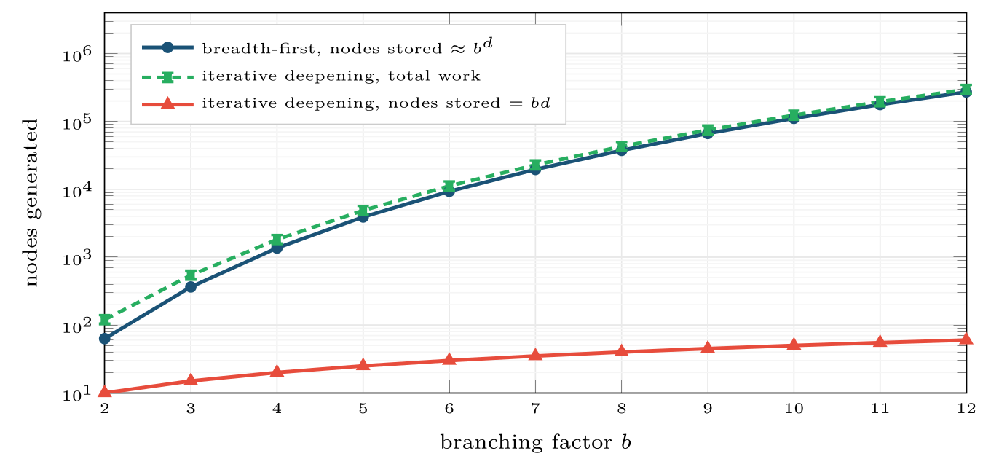 breadth-first, nodes stored ≈ b^d
iterative deepening, total work
iterative deepening, nodes stored = bd
nodes generated
10^6
10^5
10^4
10^3
10^2
10^1
2 3 4 5 6 7 8 9 10 11 12
branching factor b